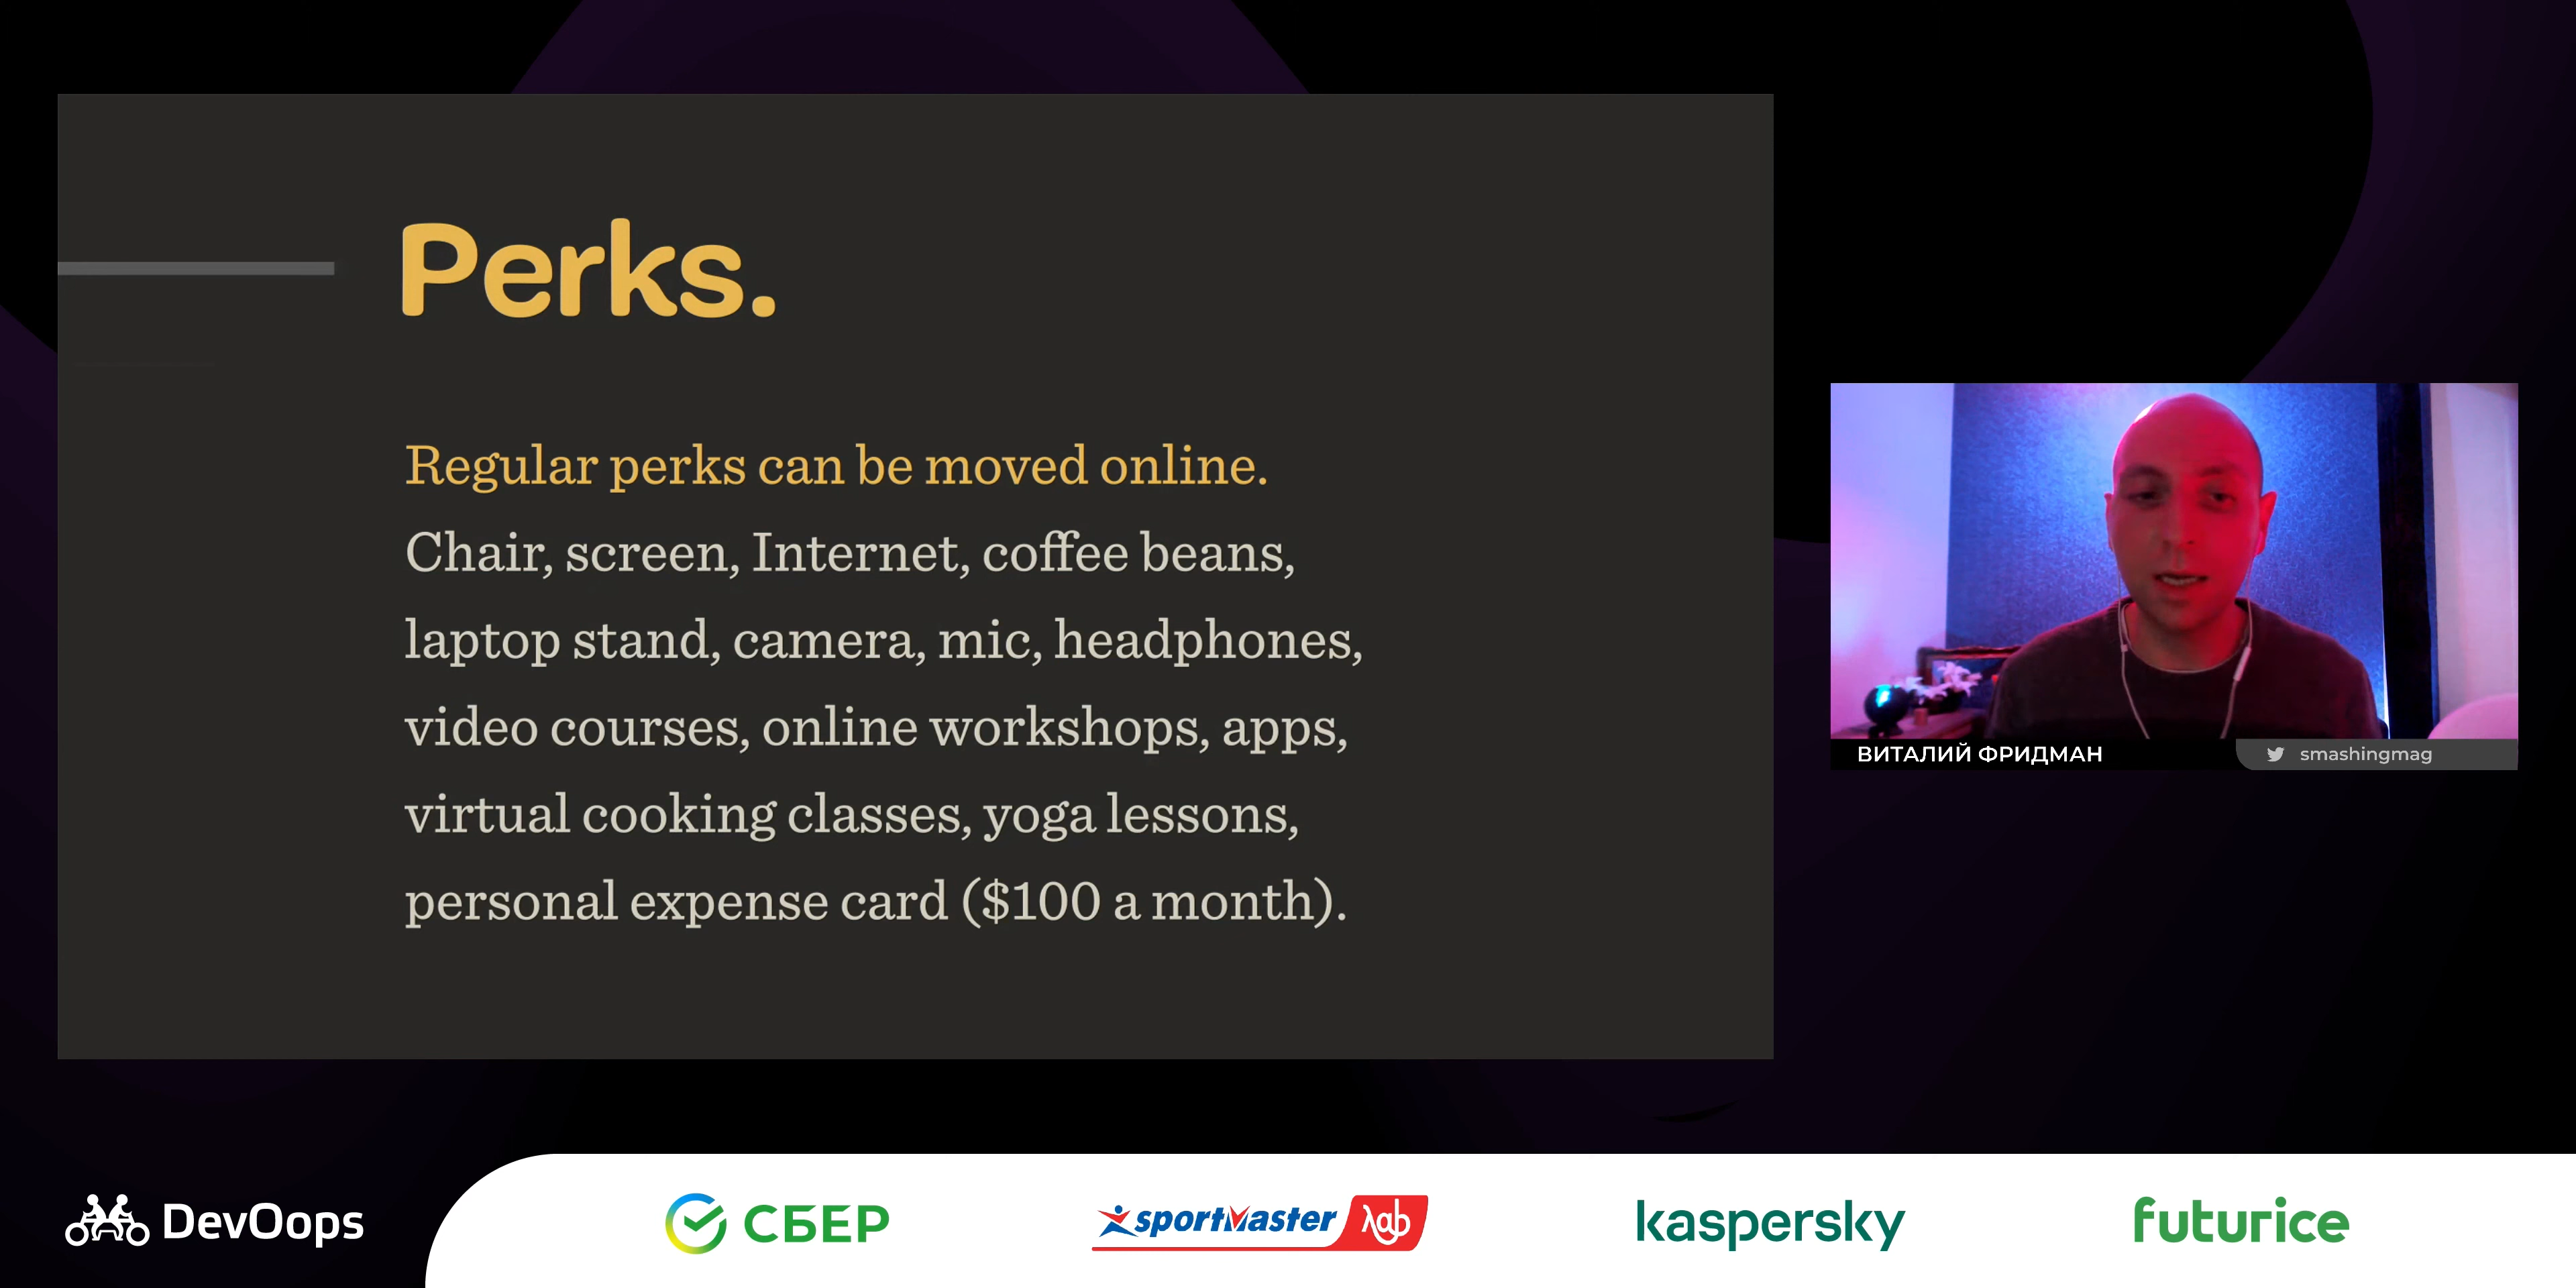 Perks.
Regular perks can be moved online.
Chair, screen, Internet, coffee beans,
laptop stand, camera, mic, headphones,
video courses, online workshops, apps,
virtual cooking classes, yoga lessons,
personal expense card ($100 a month).
ВИТАЛИЙ ФРИДМАН
smashingmag
DevOops
СБЕР
sportmaster лab
kaspersky
futurice